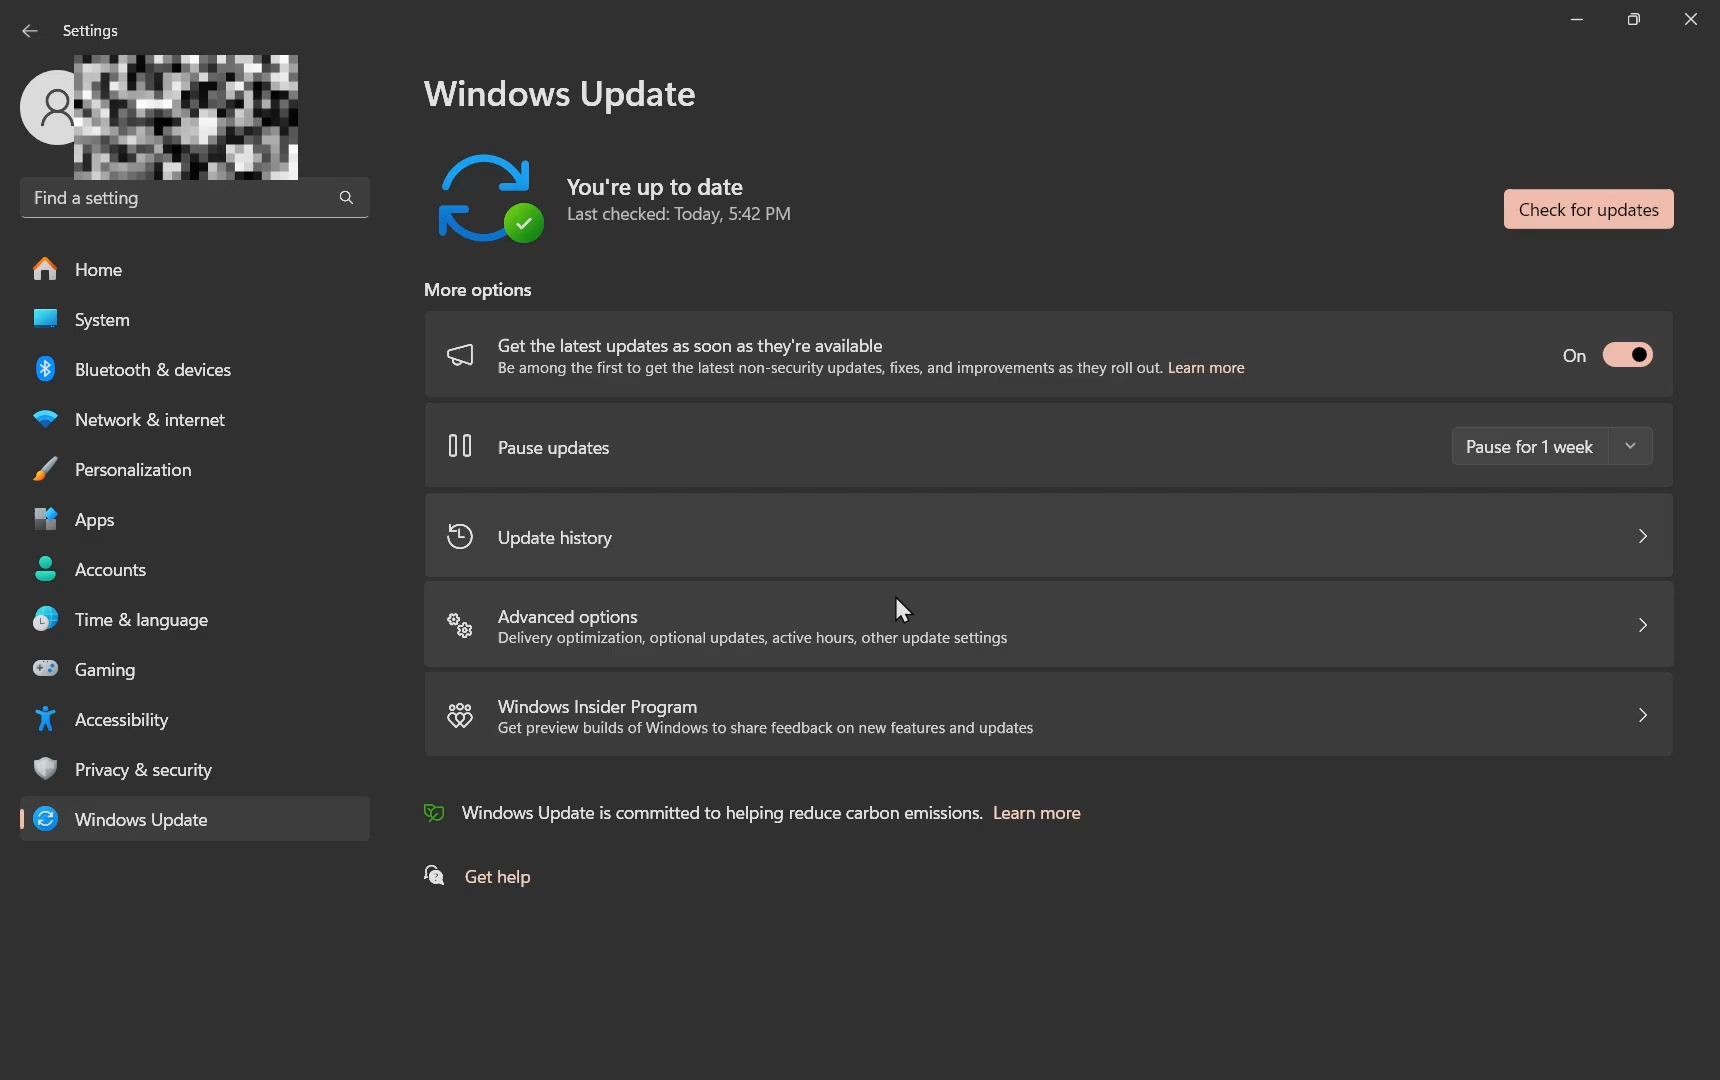 Settings
Find a setting
Home
System
Bluetooth & devices
Network & internet
Personalization
Apps
Accounts
Time & language
Gaming
Accessibility
Privacy & security
Windows Update
Windows Update
You're up to date
Last checked: Today, 5:42 PM
Check for updates
More options
Get the latest updates as soon as they're available
Be among the first to get the latest non-security updates, fixes, and improvements as they roll out. Learn more
On
Pause updates
Pause for 1 week
Update history
Advanced options
Delivery optimization, optional updates, active hours, other update settings
Windows Insider Program
Get preview builds of Windows to share feedback on new features and updates
Windows Update is committed to helping reduce carbon emissions. Learn more
Get help